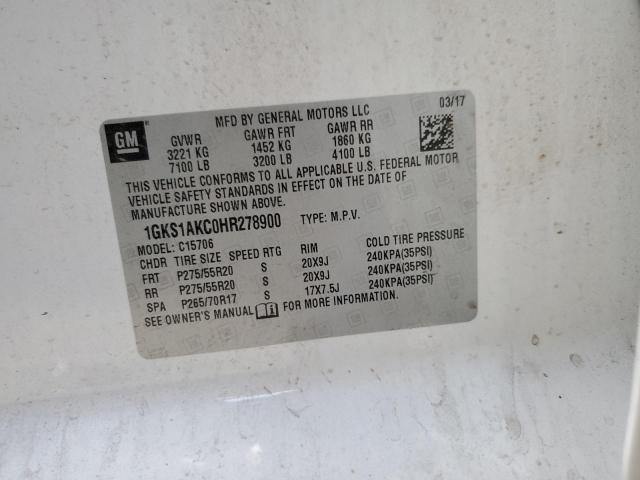 GM
MFD BY GENERAL MOTORS LLC 03/17
GVWR GAWR FRT GAWR RR
3221 KG 1452 KG 1860 KG
7100 LB 3200 LB 4100 LB
THIS VEHICLE CONFORMS TO ALL APPLICABLE U.S. FEDERAL MOTOR
VEHICLE SAFETY STANDARDS IN EFFECT ON THE DATE OF
MANUFACTURE SHOWN ABOVE.
1GKS1AKC0HR278900 TYPE: M.P.V.
MODEL: C15706
CHDR TIRE SIZE SPEED RTG RIM COLD TIRE PRESSURE
FRT P275/55R20 S 20X9J 240KPA(35PSI)
RR P275/55R20 S 20X9J 240KPA(35PSI)
SPA P265/70R17 S 17X7.5J 240KPA(35PSI)
SEE OWNER'S MANUAL